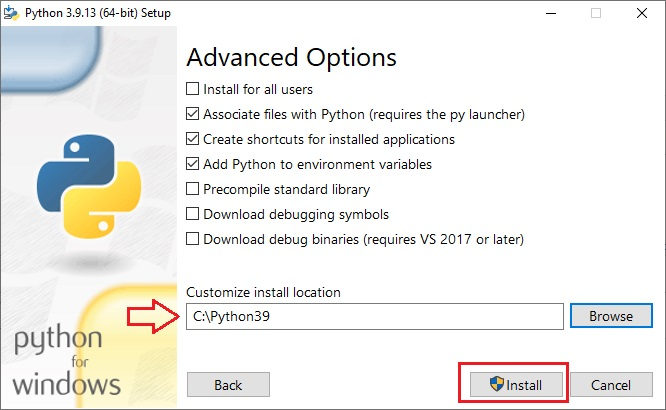 Python 3.9.13 (64-bit) Setup
Advanced Options
Install for all users
Associate files with Python (requires the py launcher)
Create shortcuts for installed applications
Add Python to environment variables
Precompile standard library
Download debugging symbols
Download debug binaries (requires VS 2017 or later)
Customize install location
C:\Python39
Browse
python
for
windows
Back
Install
Cancel